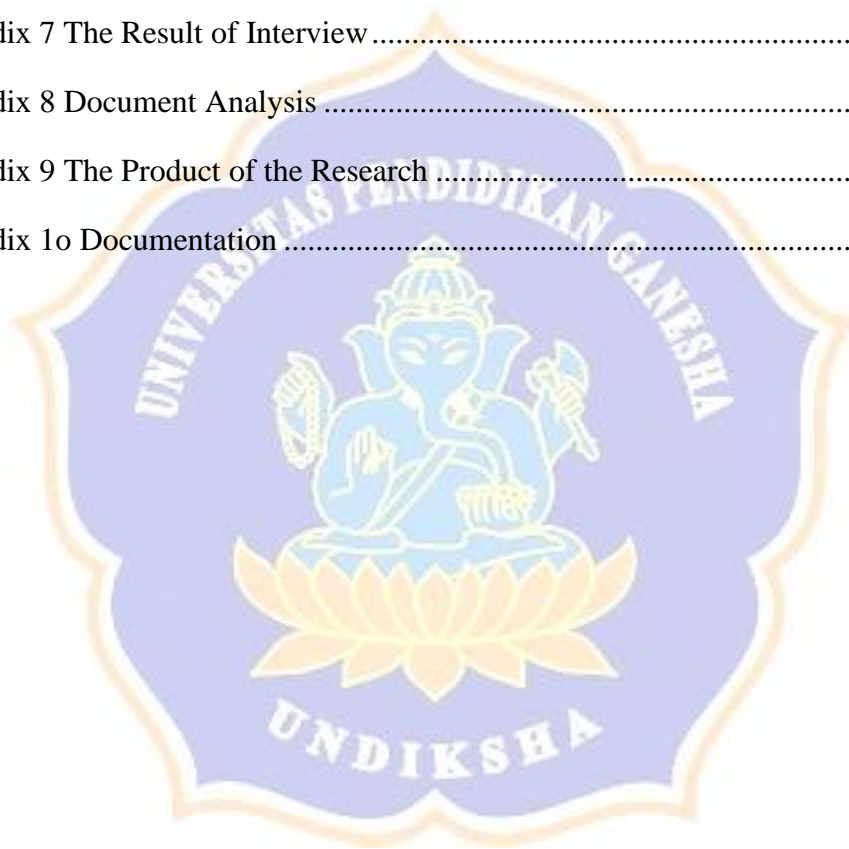 dix 7 The Result of Interview................................................................
dix 8 Document Analysis ......................................................................
dix 9 The Product of the Research ........................................................
dix 1o Documentation ...........................................................................
UNIVERSITAS PENDIDIKAN GANESHA
UNDIKSHA